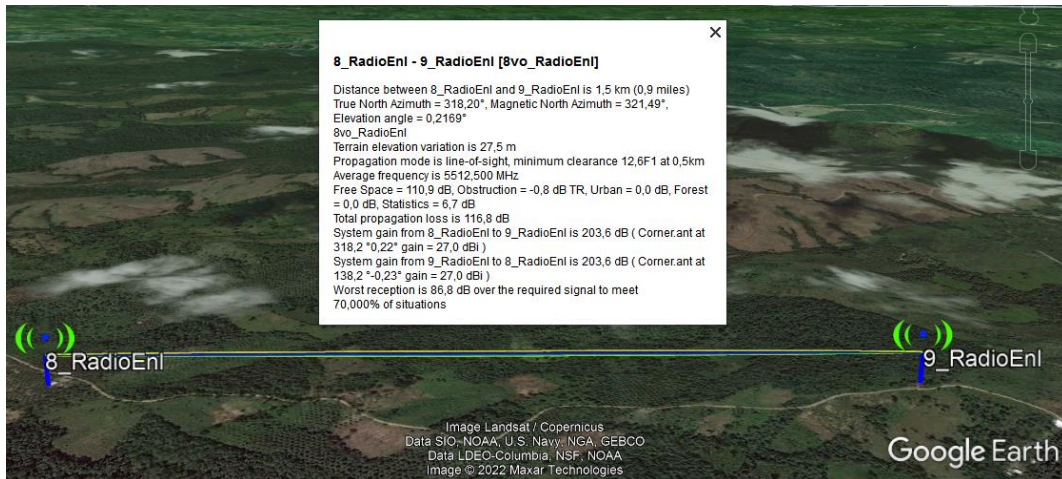 8_RadioEnl - 9_RadioEnl [8vo_RadioEnl]
Distance between 8_RadioEnl and 9_RadioEnl is 1,5 km (0,9 miles)
True North Azimuth = 318,20°, Magnetic North Azimuth = 321,49°,
Elevation angle = 0,2169°
8vo_RadioEnl
Terrain elevation variation is 27,5 m
Propagation mode is line-of-sight, minimum clearance 12,6F1 at 0,5km
Average frequency is 5512,500 MHz
Free Space = 110,9 dB, Obstruction = -0,8 dB TR, Urban = 0,0 dB, Forest
= 0,0 dB, Statistics = 6,7 dB
Total propagation loss is 116,8 dB
System gain from 8_RadioEnl to 9_RadioEnl is 203,6 dB ( Corner.ant at
318,2 °0,22° gain = 27,0 dBi )
System gain from 9_RadioEnl to 8_RadioEnl is 203,6 dB ( Corner.ant at
138,2 °-0,23° gain = 27,0 dBi )
Worst reception is 86,8 dB over the required signal to meet
70,000% of situations
8_RadioEnl
9_RadioEnl
Image Landsat / Copernicus
Data SIO, NOAA, U.S. Navy, NGA, GEBCO
Data LDEO-Columbia, NSF, NOAA
Image © 2022 Maxar Technologies
Google Earth